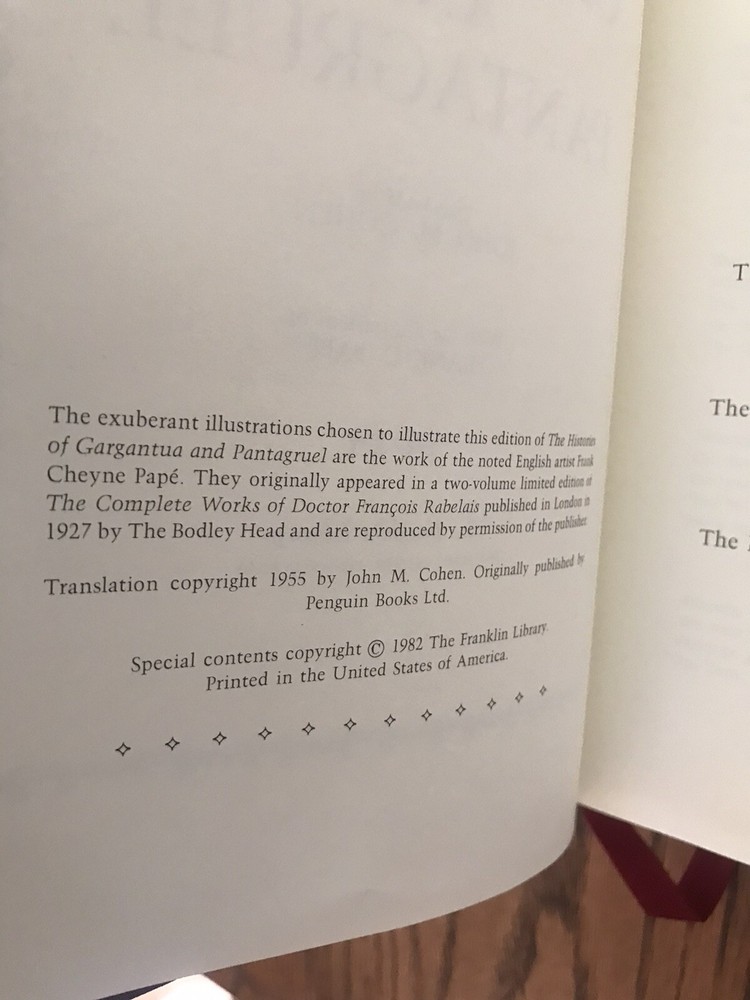 The exuberant illustrations chosen to illustrate this edition of The Histories
of Gargantua and Pantagruel are the work of the noted English artist Frank
Cheyne Papé. They originally appeared in a two-volume limited edition of
The Complete Works of Doctor François Rabelais published in London in
1927 by The Bodley Head and are reproduced by permission of the publisher.
Translation copyright 1955 by John M. Cohen. Originally published by
Penguin Books Ltd.
Special contents copyright © 1982 The Franklin Library.
Printed in the United States of America.
T
The
The